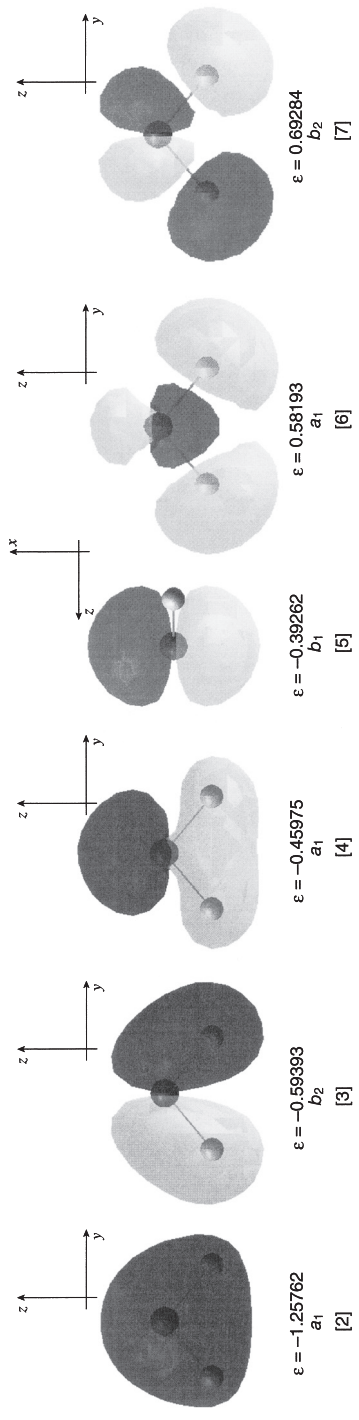 z
y
ε = –1.25762
a₁
[2]
z
y
ε = –0.59393
b₂
[3]
z
y
ε = –0.45975
a₁
[4]
x
z
ε = –0.39262
b₁
[5]
z
y
ε = 0.58193
a₁
[6]
z
y
ε = 0.69284
b₂
[7]